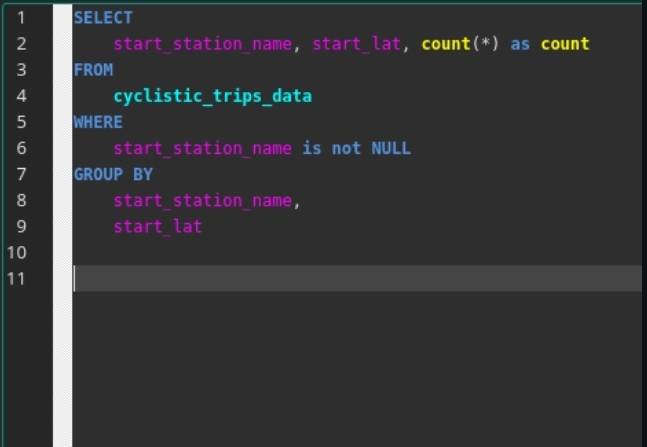 1 SELECT
2 start_station_name, start_lat, count(*) as count
3 FROM
4 cyclistic_trips_data
5 WHERE
6 start_station_name is not NULL
7 GROUP BY
8 start_station_name,
9 start_lat
10
11